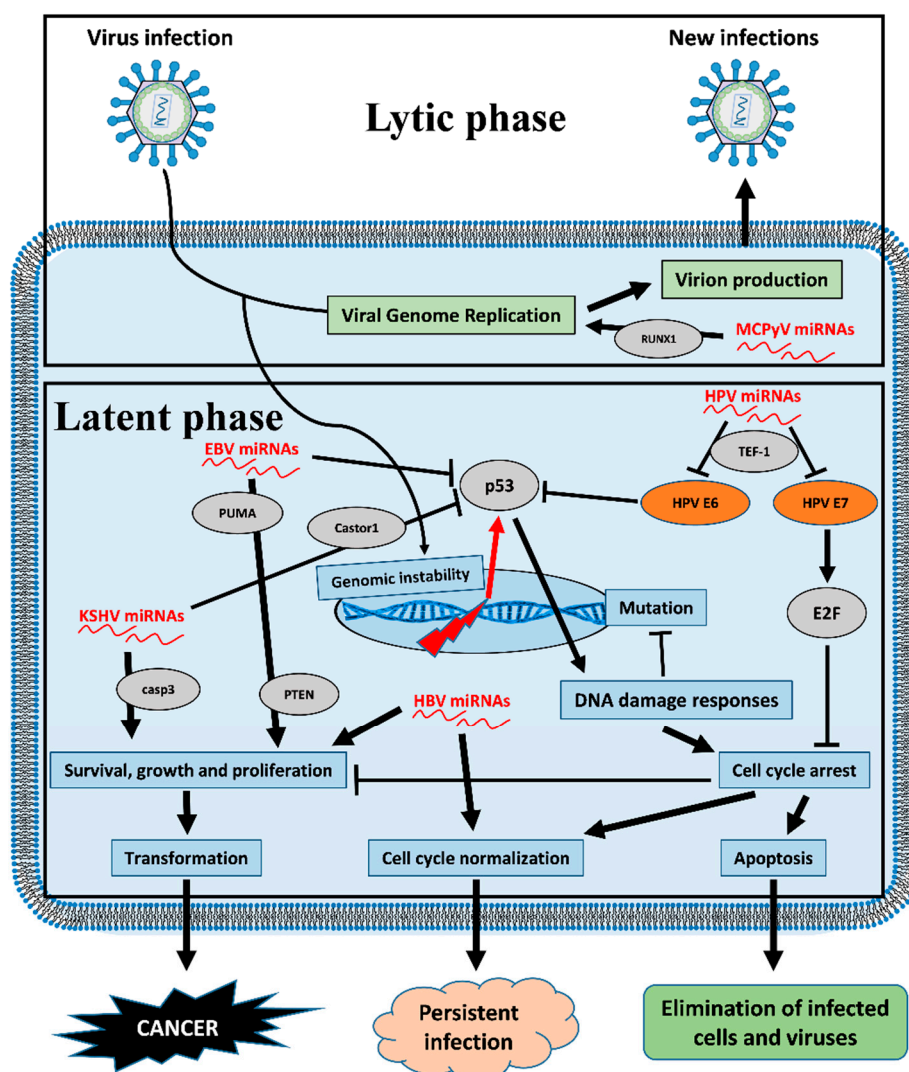 Virus infection
New infections
Lytic phase
Virion production
Viral Genome Replication
RUNX1
MCPyV miRNAs
Latent phase
HPV miRNAs
EBV miRNAs
TEF-1
p53
PUMA
HPV E6
HPV E7
Castor1
Genomic instability
KSHV miRNAs
Mutation
E2F
casp3
PTEN
HBV miRNAs
DNA damage responses
Survival, growth and proliferation
Cell cycle arrest
Transformation
Cell cycle normalization
Apoptosis
CANCER
Persistent
infection
Elimination of infected
cells and viruses